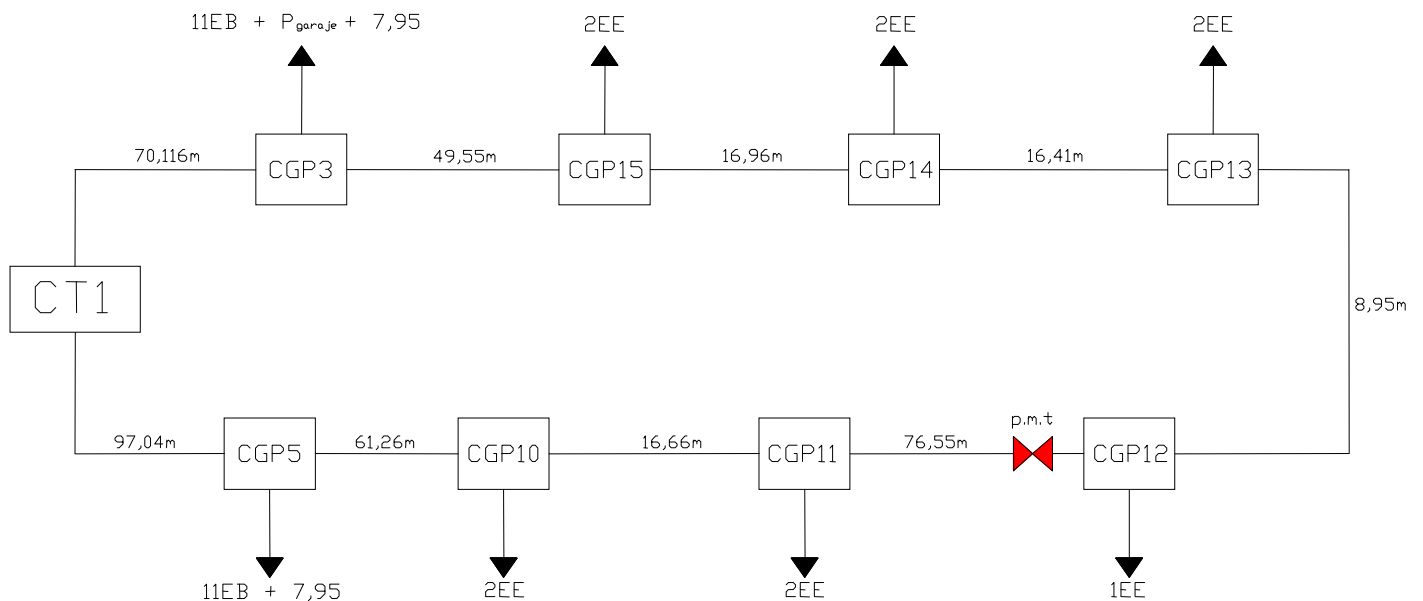 11EB + Pgaraje + 7,95
2EE
2EE
2EE
70,116m
49,55m
16,96m
16,41m
CGP3
CGP15
CGP14
CGP13
CT1
8,95m
p.m.t
97,04m
61,26m
16,66m
76,55m
CGP5
CGP10
CGP11
CGP12
11EB + 7,95
2EE
2EE
1EE